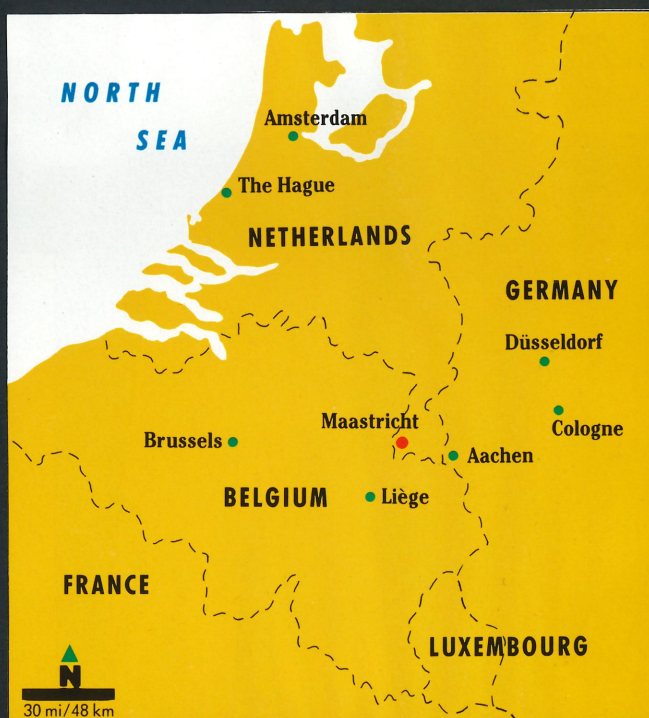 NORTH
SEA
Amsterdam
The Hague
NETHERLANDS
GERMANY
Düsseldorf
Maastricht
Cologne
Brussels
Aachen
BELGIUM
Liège
FRANCE
LUXEMBOURG
N
30 mi/48 km